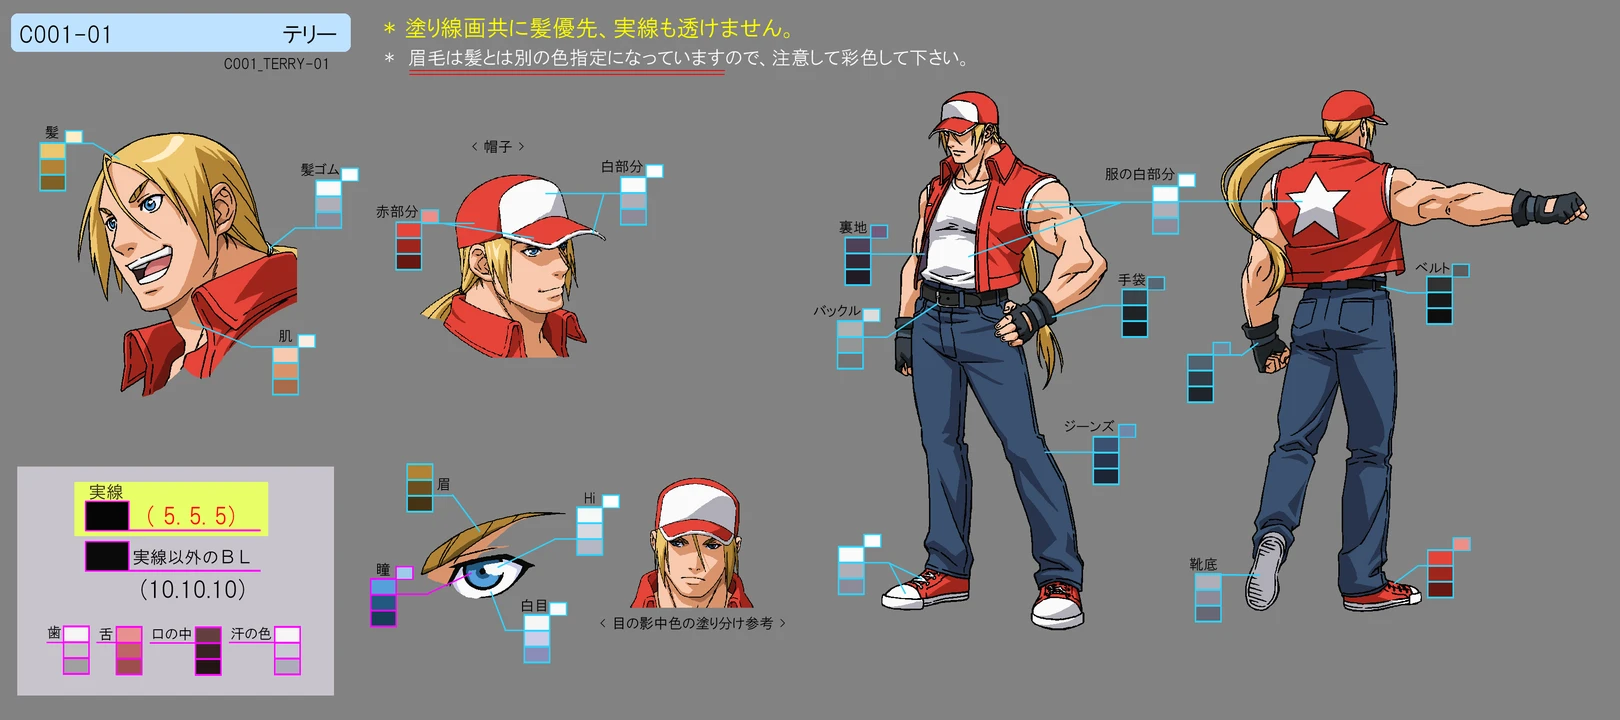 C001-01 テリー
C001_TERRY-01
* 塗り線画共に髪優先、実線も透けません。
* 眉毛は髪とは別の色指定になっていますので、注意して彩色して下さい。
髪
髪ゴム
肌
< 帽子 >
白部分
赤部分
服の白部分
裏地
手袋
バックル
ベルト
ジーンズ
靴底
実線
( 5. 5. 5)
実線以外のBL
(10.10.10)
歯 舌 口の中 汗の色
眉
Hi
瞳
白目
< 目の影中色の塗り分け参考 >